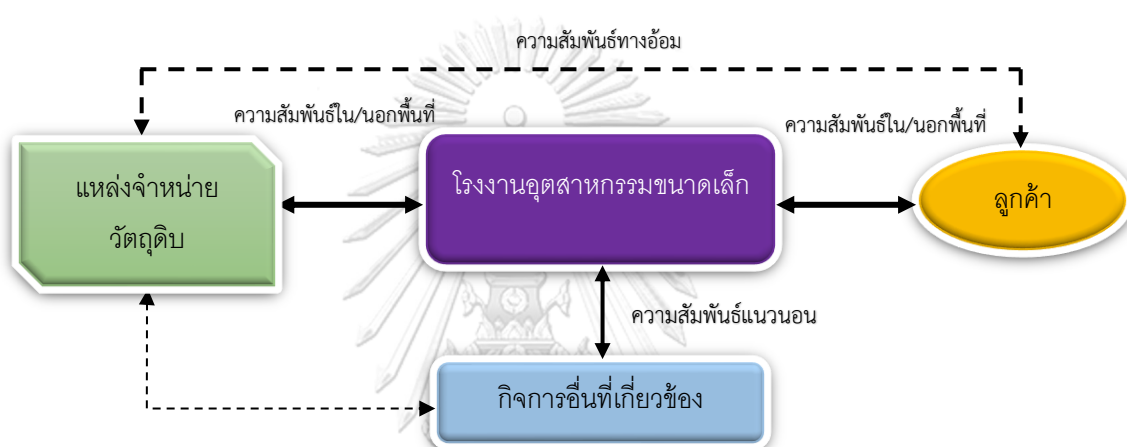 ความสัมพันธ์ทางอ้อม
ความสัมพันธ์ใน/นอกพื้นที่
ความสัมพันธ์ใน/นอกพื้นที่
แหล่งจำหน่าย
วัตถุดิบ
โรงงานอุตสาหกรรมขนาดเล็ก
ลูกค้า
ความสัมพันธ์แนวนอน
กิจการอื่นที่เกี่ยวข้อง